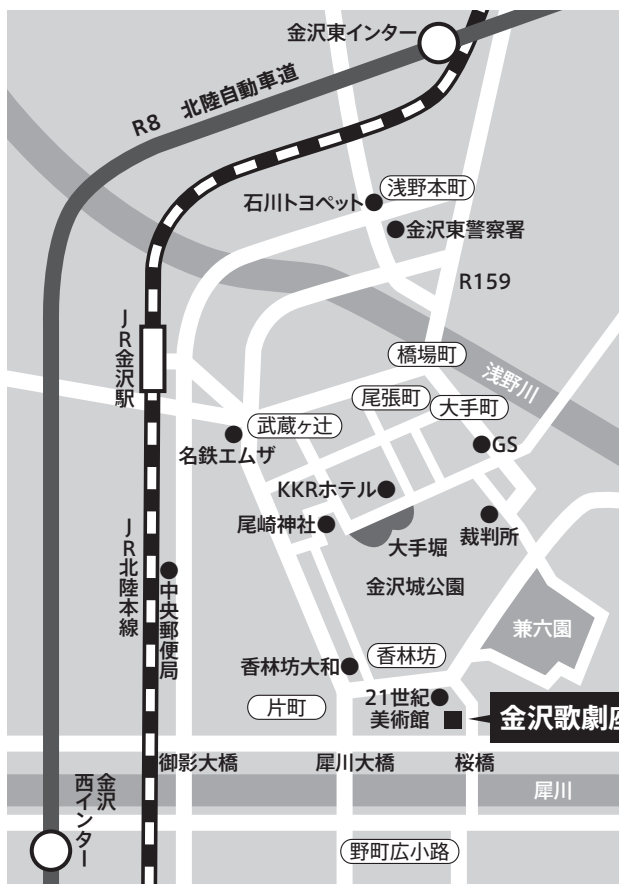 金沢東インター
R8 北陸自動車道
石川トヨペット
浅野本町
金沢東警察署
R159
JR金沢駅
橋場町
浅野川
尾張町
大手町
武蔵ヶ辻
名鉄エムザ
GS
KKRホテル
尾崎神社
大手堀
裁判所
JR北陸本線
中央郵便局
金沢城公園
兼六園
香林坊大和
香林坊
片町
21世紀
美術館
金沢歌劇座
御影大橋
犀川大橋
桜橋
金沢
西インター
犀川
野町広小路